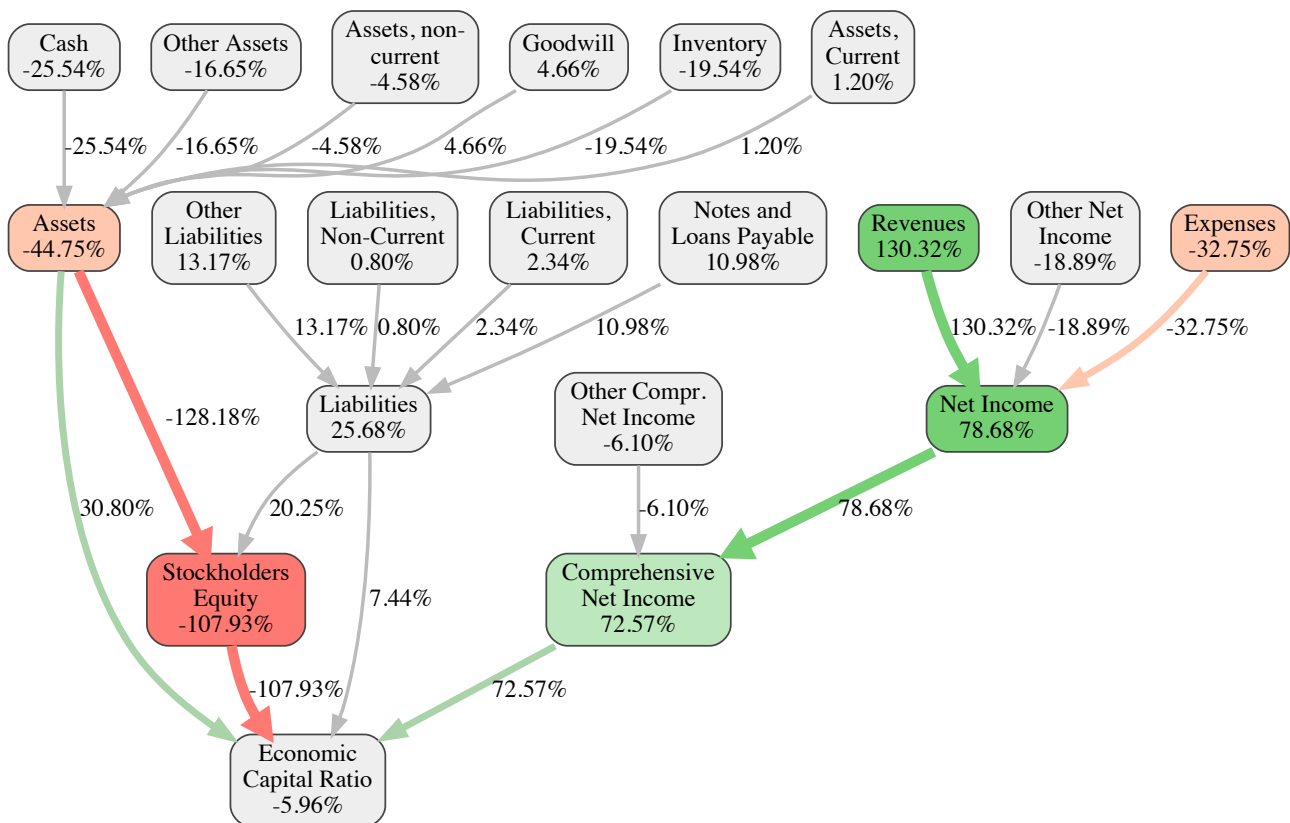 Cash
-25.54%
Other Assets
-16.65%
Assets, non-
current
-4.58%
Goodwill
4.66%
Inventory
-19.54%
Assets,
Current
1.20%
-25.54%
-16.65%
-4.58%
4.66%
-19.54%
1.20%
Assets
-44.75%
Other
Liabilities
13.17%
Liabilities,
Non-Current
0.80%
Liabilities,
Current
2.34%
Notes and
Loans Payable
10.98%
Revenues
130.32%
Other Net
Income
-18.89%
Expenses
-32.75%
13.17%
0.80%
2.34%
10.98%
130.32%
-18.89%
-32.75%
-128.18%
Liabilities
25.68%
Other Compr.
Net Income
-6.10%
Net Income
78.68%
30.80%
20.25%
-6.10%
78.68%
Stockholders
Equity
-107.93%
7.44%
Comprehensive
Net Income
72.57%
-107.93%
72.57%
Economic
Capital Ratio
-5.96%